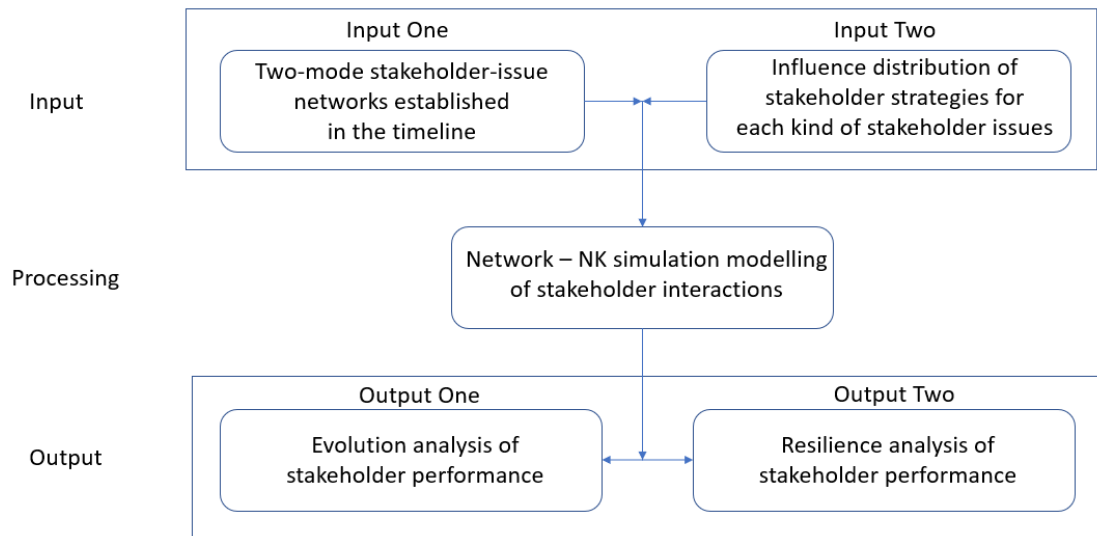 Input One
Input Two
Input
Two-mode stakeholder-issue
networks established
in the timeline
Influence distribution of
stakeholder strategies for
each kind of stakeholder issues
Processing
Network – NK simulation modelling
of stakeholder interactions
Output One
Output Two
Output
Evolution analysis of
stakeholder performance
Resilience analysis of
stakeholder performance